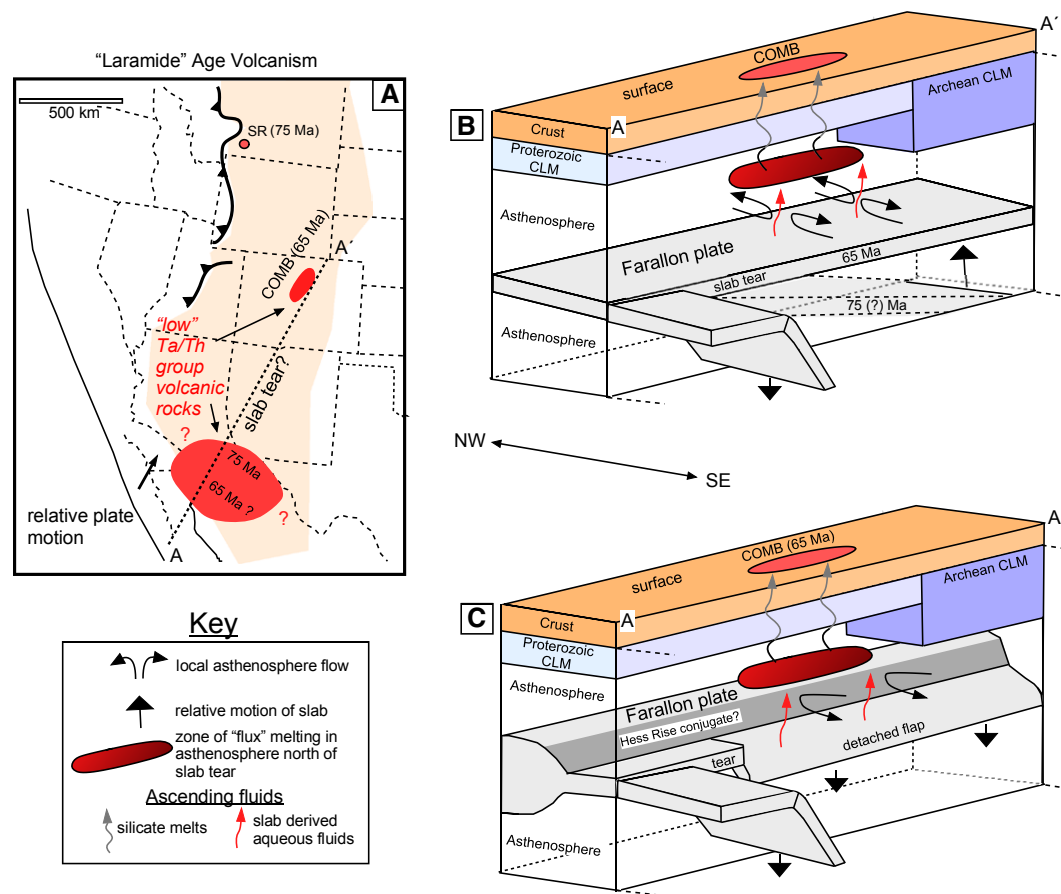 "Laramide" Age Volcanism
A
500 km
SR (75 Ma)
COMB (65 Ma)
A´
"low"
Ta/Th
group
volcanic
rocks
slab tear?
?
75 Ma
65 Ma ?
?
relative plate
motion
A
Key
local asthenosphere flow
relative motion of slab
zone of "flux" melting in
asthenosphere north of
slab tear
Ascending fluids
silicate melts
slab derived
aqueous fluids
B
A´
COMB
surface
Archean CLM
Crust
A
Proterozoic
CLM
Asthenosphere
Farallon plate
65 Ma
slab tear
75 (?) Ma
Asthenosphere
NW
SE
C
A
COMB (65 Ma)
surface
Archean CLM
Crust
A
Proterozoic
CLM
Asthenosphere
Farallon plate
Hess Rise conjugate?
detached flap
tear
Asthenosphere